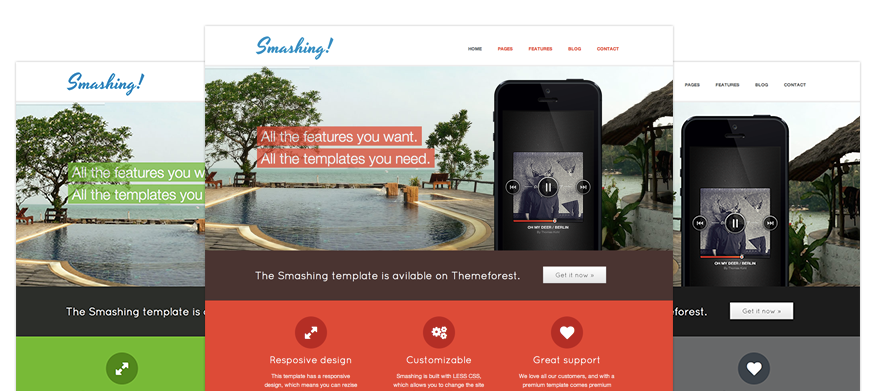 Smashing!
All the features you w
All the templates you
The Smashing template is a
Smashing!
HOME PAGES FEATURES BLOG CONTACT
All the features you want.
All the templates you need.
OH MY DEER / BERLIN
The Smashing template is avilable on Themeforest.
Get it now »
Resposive design
This template has a responsive
design, which means you can rezise
Customizable
Smashing is built with LESS CSS,
which allows you to change the site
Great support
We love all our customers, and with a
premium template comes premium
PAGES FEATURES BLOG CONTACT
OH MY DEER / BERLIN
forest.
Get it now »